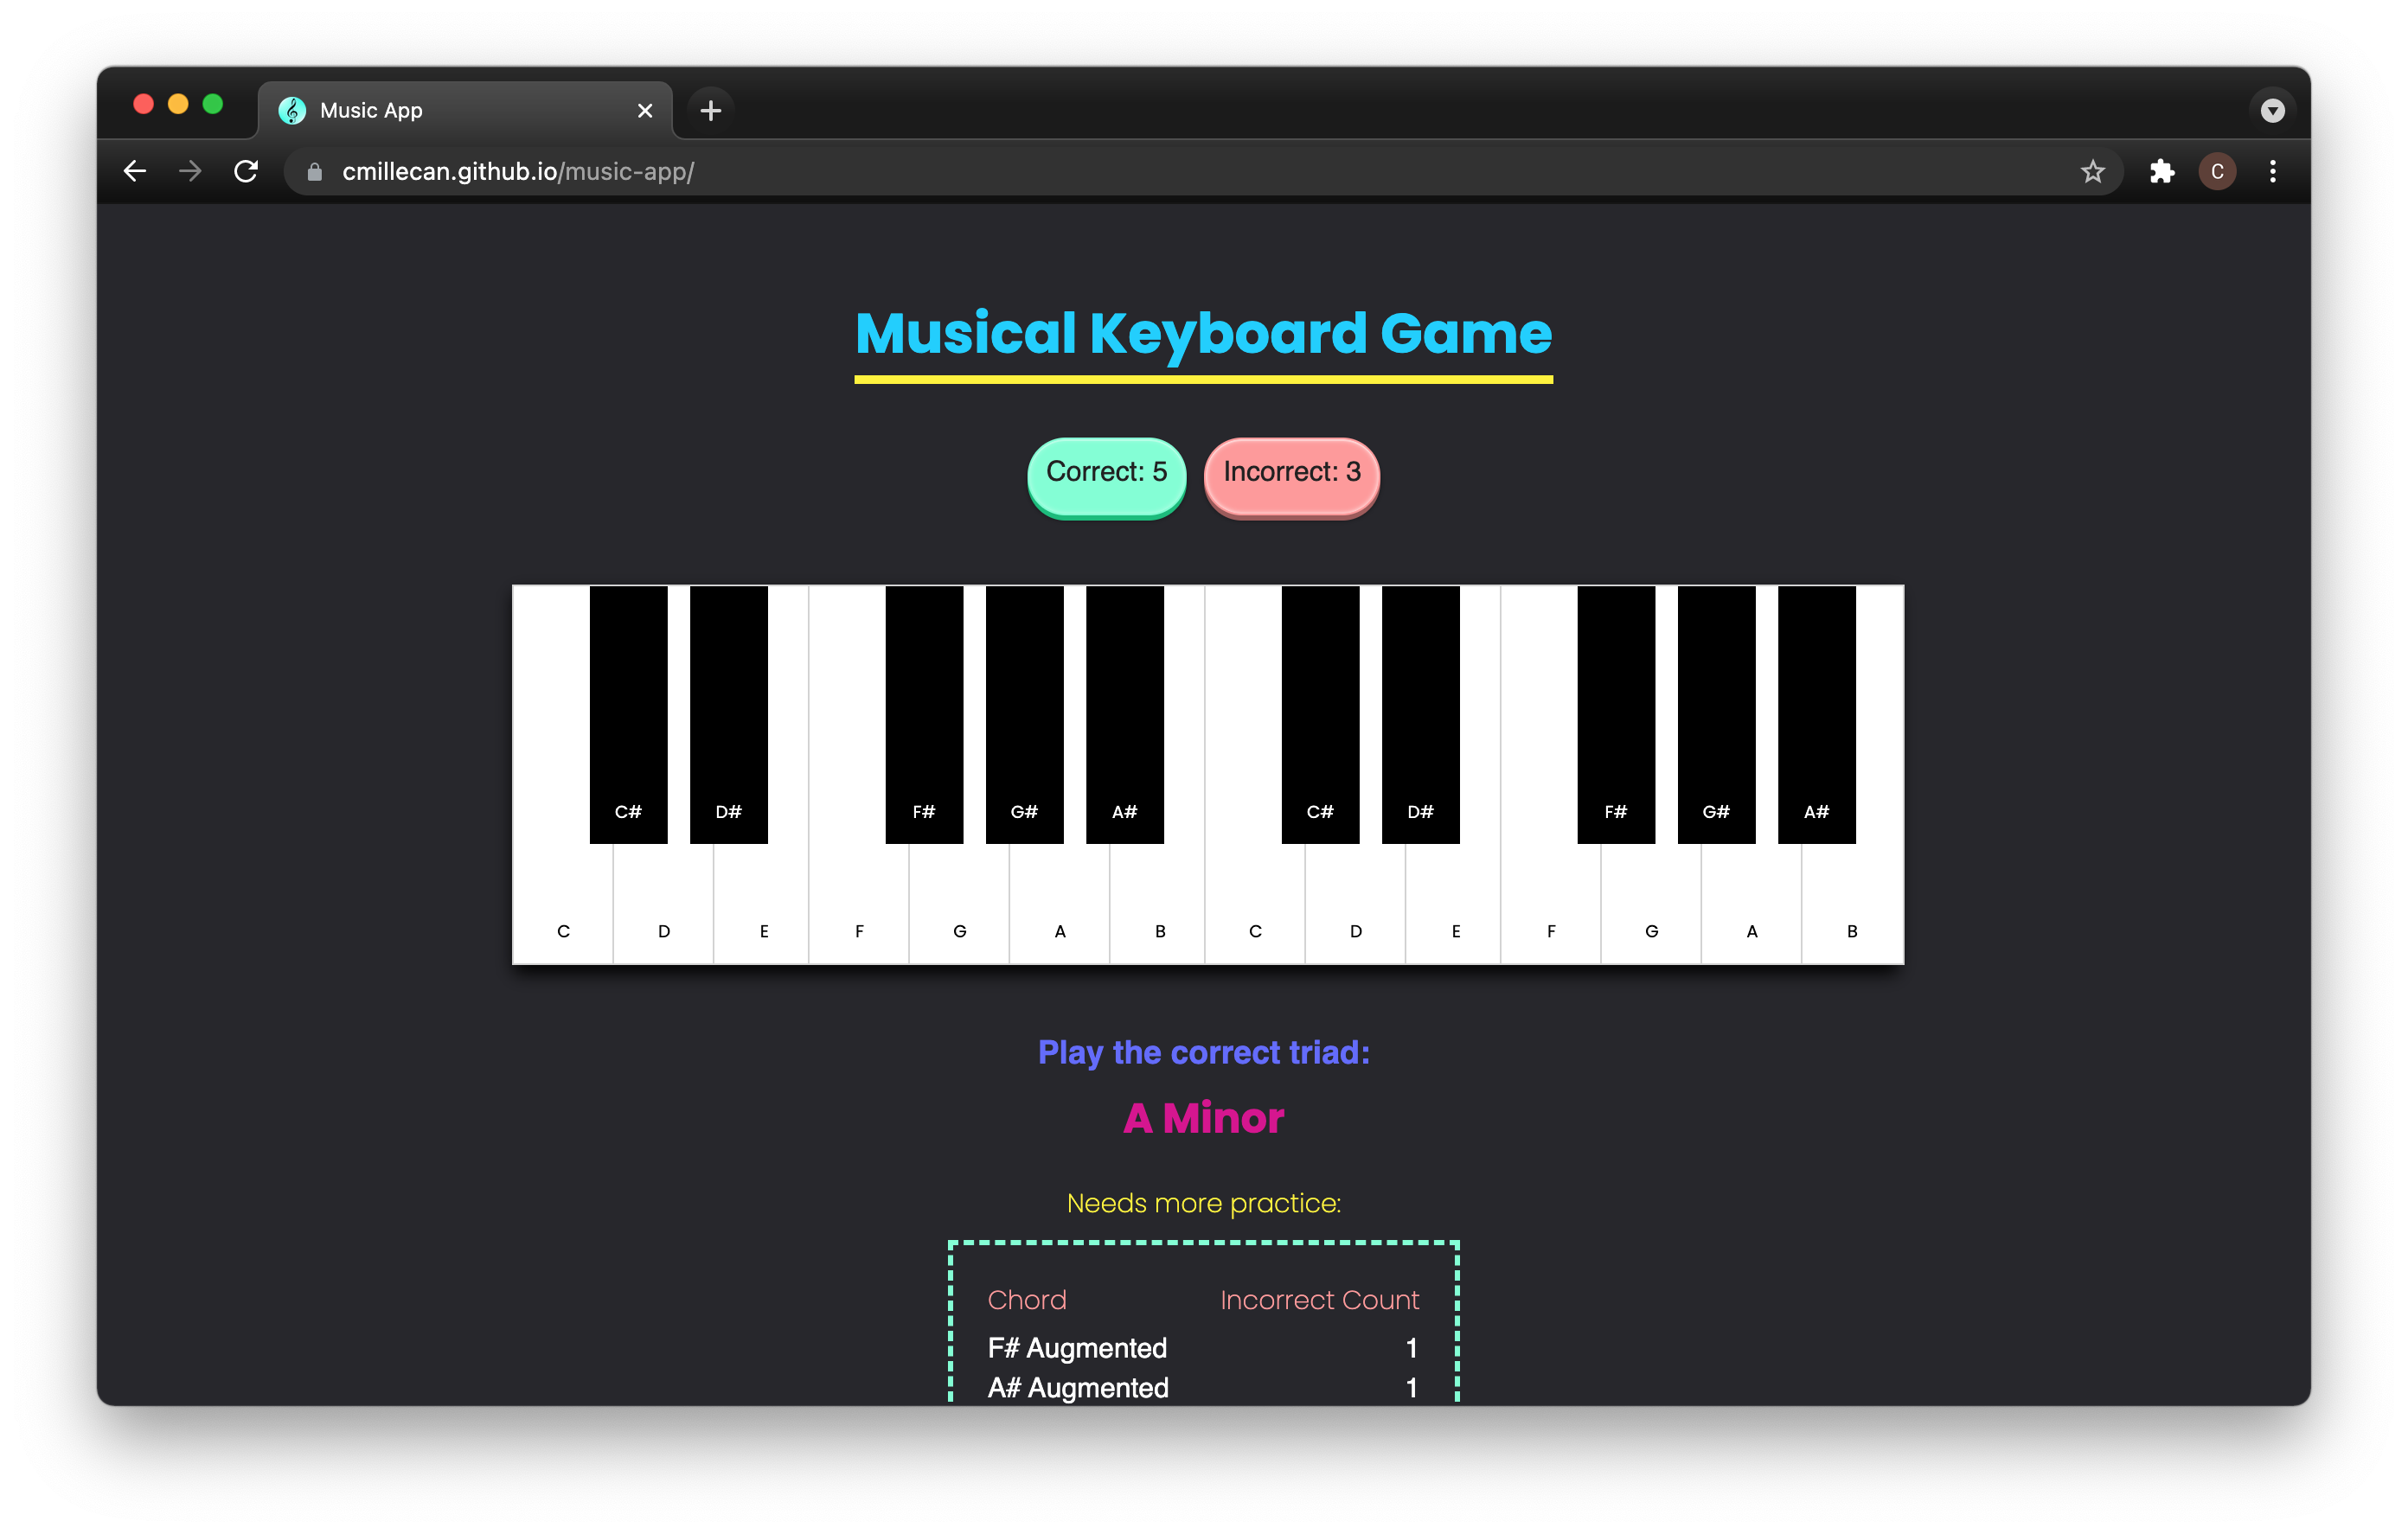 Music App
cmillecan.github.io/music-app/
C
Musical Keyboard Game
Correct: 5 Incorrect: 3
C# D# F# G# A# C# D# F# G# A#
C D E F G A B C D E F G A B
Play the correct triad:
A Minor
Needs more practice:
Chord Incorrect Count
F# Augmented 1
A# Augmented 1